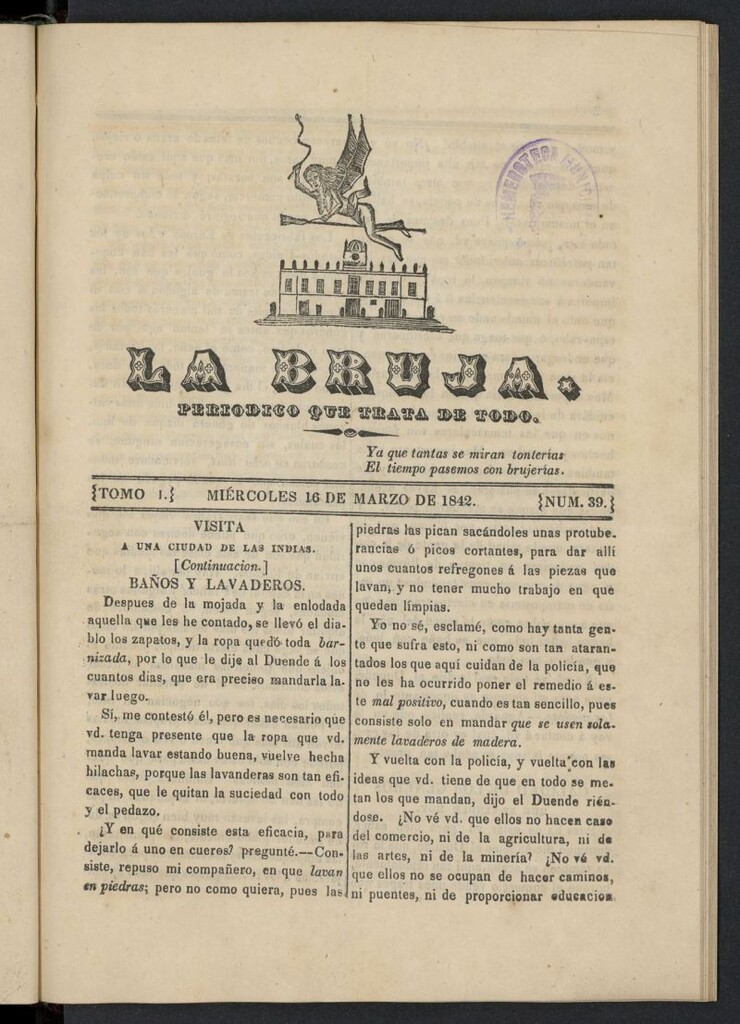 HEMEROTECA MUNICIPAL
LA BRUJA.
PERIODICO QUE TRATA DE TODO.
Ya que tantas se miran tonterias
El tiempo pasemos con brujerías.
{TOMO I.} MIÉRCOLES 16 DE MARZO DE 1842. {NUM. 39.}
VISITA
A UNA CIUDAD DE LAS INDIAS.
[Continuacion.]
BAÑOS Y LAVADEROS.
Despues de la mojada y la enlodada
aquella que les he contado, se llevó el dia-
blo los zapatos, y la ropa quedó toda bar-
nizada, por lo que le dije al Duende á los
cuantos dias, que era preciso mandarla la-
var luego.
Sí, me contestó él, pero es necesario que
vd. tenga presente que la ropa que vd.
manda lavar estando buena, vuelve hecha
hilachas, porque las lavanderas son tan efi-
caces, que le quitan la suciedad con todo
y el pedazo.
¿Y en qué consiste esta eficacia, para
dejarlo á uno en cueros? pregunté.—Con-
siste, repuso mi compañero, en que lavan
en piedras; pero no como quiera, pues las
piedras las pican sacándoles unas protube-
rancias ó picos cortantes, para dar allí
unos cuantos refregones á las piezas que
lavan, y no tener mucho trabajo en que
queden límpias.
Yo no sé, esclamé, como hay tanta gen-
te que sufra esto, ni como son tan ataran-
tados los que aquí cuidan de la policía, que
no les ha ocurrido poner el remedio á es-
te mal positivo, cuando es tan sencillo, pues
consiste solo en mandar que se usen sola-
mente lavaderos de madera.
Y vuelta con la policía, y vuelta con las
ideas que vd. tiene de que en todo se me-
tan los que mandan, dijo el Duende rién-
dose. ¿No vé vd. que ellos no hacen caso
del comercio, ni de la agricultura, ni de
las artes, ni de la minería? ¿No vé vd.
que ellos no se ocupan de hacer caminos,
ni puentes, ni de proporcionar educacion